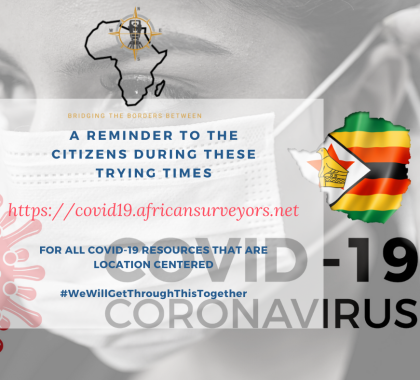 BRIDGING THE BORDERS BETWEEN
A REMINDER TO THE
CITIZENS DURING THESE
TRYING TIMES
https://covid19.africansurveyors.net
FOR ALL COVID-19 RESOURCES THAT ARE
LOCATION CENTERED
COVID -19
#WeWillGetThroughThisTogether
CORONAVIRUS